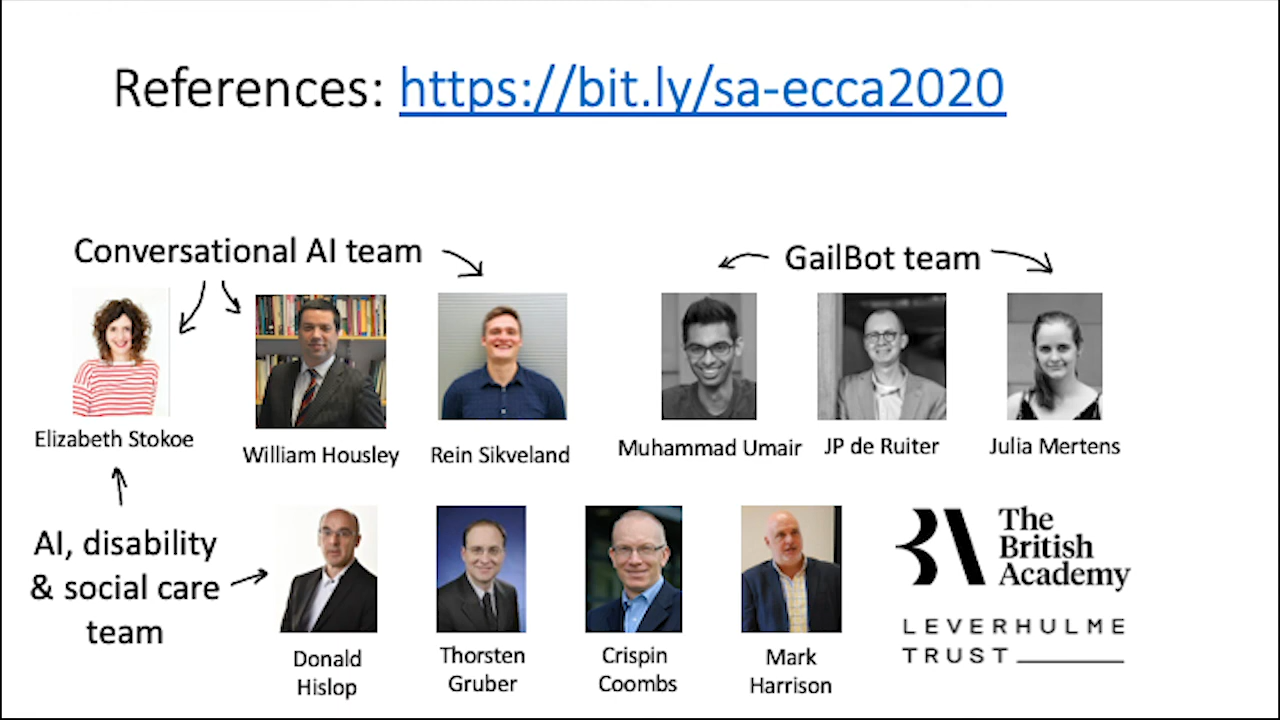 References: https://bit.ly/sa-ecca2020
Conversational AI team
GailBot team
Elizabeth Stokoe
William Housley
Rein Sikveland
Muhammad Umair
JP de Ruiter
Julia Mertens
AI, disability
& social care
team
Donald
Hislop
Thorsten
Gruber
Crispin
Coombs
Mark
Harrison
BA
The
British
Academy
LEVERHULME
TRUST